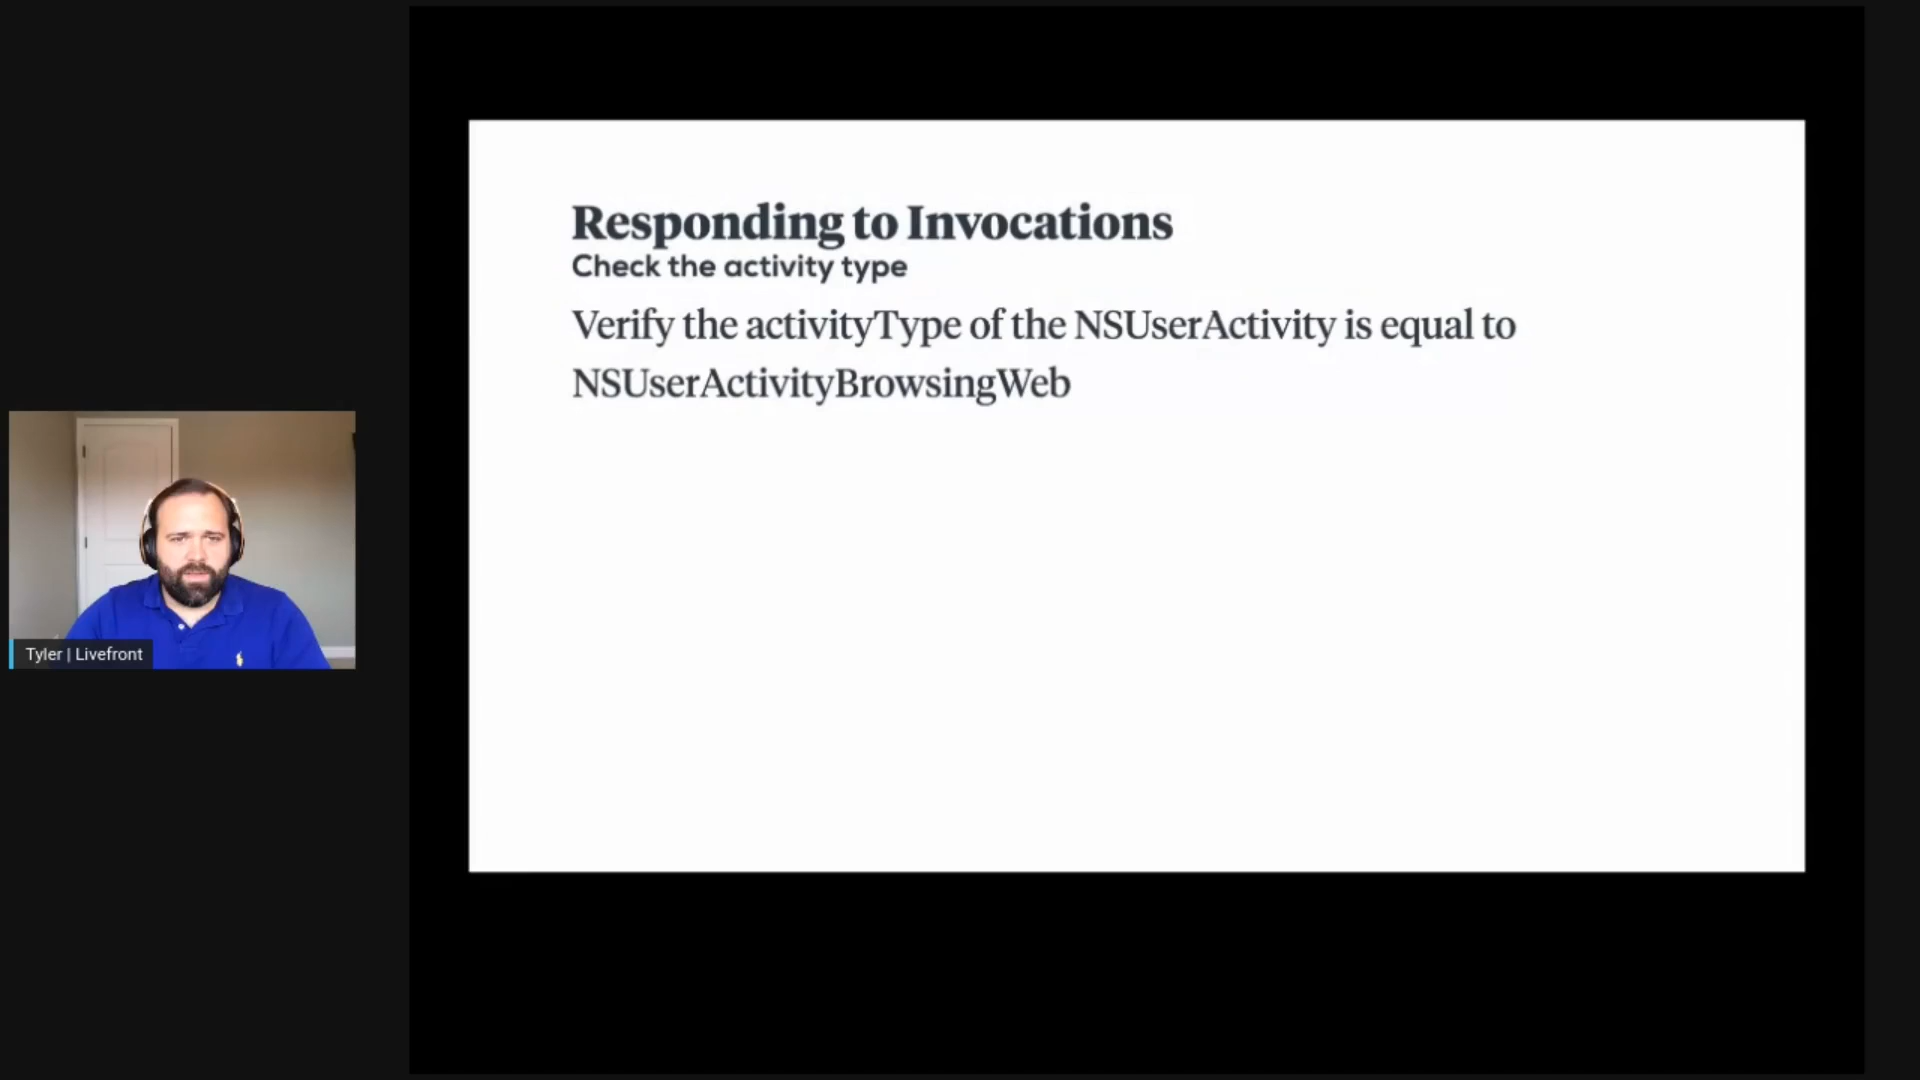 Responding to Invocations
Check the activity type
Verify the activityType of the NSUserActivity is equal to
NSUserActivityBrowsingWeb
Tyler | Livefront